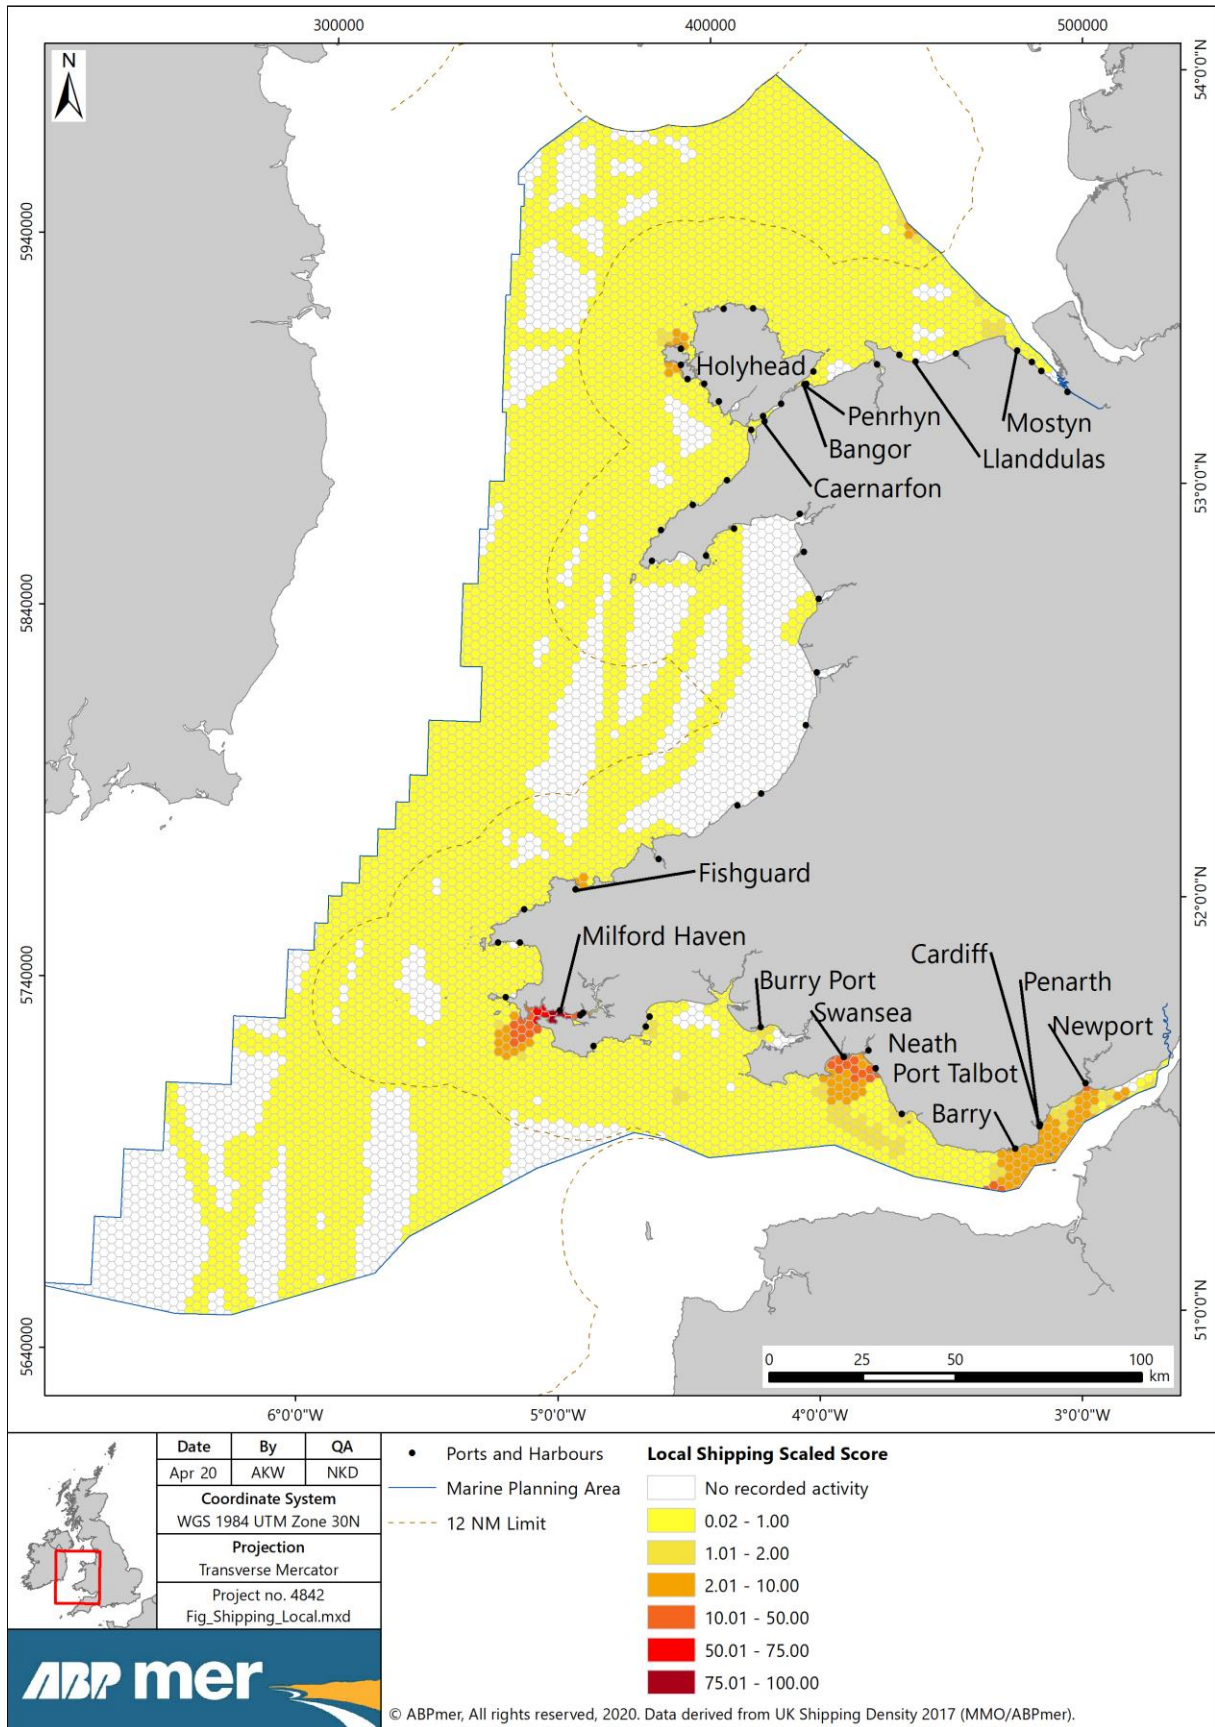 300000
400000
500000
N
54°0'0"N
5940000
Holyhead
Penrhyn
Mostyn
Bangor
Llanddulas
Caernarfon
53°0'0"N
5840000
Fishguard
52°0'0"N
Milford Haven
Cardiff
5740000
Burry Port
Penarth
Swansea
Newport
Neath
Port Talbot
Barry
51°0'0"N
5640000
0 25 50 100
km
6°0'0"W 5°0'0"W 4°0'0"W 3°0'0"W
Date By QA
Apr 20 AKW NKD
Coordinate System
WGS 1984 UTM Zone 30N
Projection
Transverse Mercator
Project no. 4842
Fig_Shipping_Local.mxd
ABP mer
Ports and Harbours
Marine Planning Area
12 NM Limit
Local Shipping Scaled Score
No recorded activity
0.02 - 1.00
1.01 - 2.00
2.01 - 10.00
10.01 - 50.00
50.01 - 75.00
75.01 - 100.00
© ABPmer, All rights reserved, 2020. Data derived from UK Shipping Density 2017 (MMO/ABPmer).